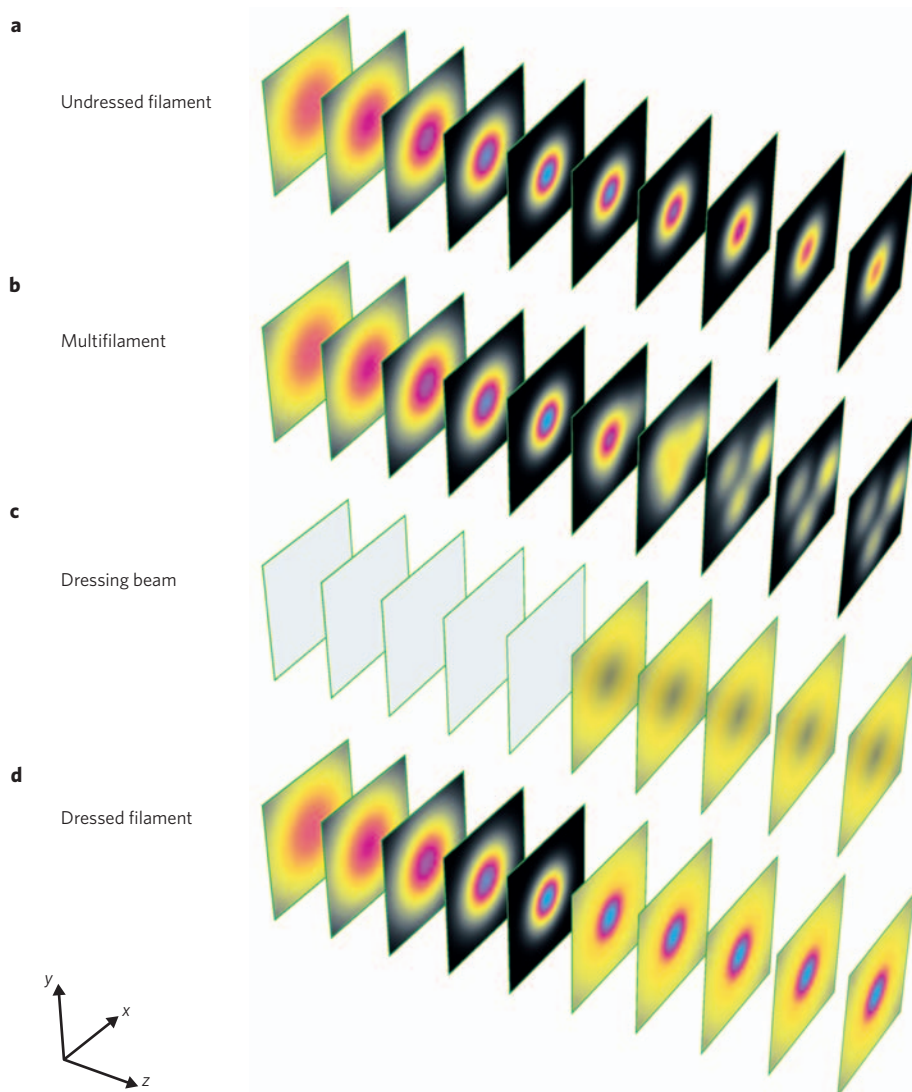 a
Undressed filament
b
Multifilament
c
Dressing beam
d
Dressed filament
y
x
z